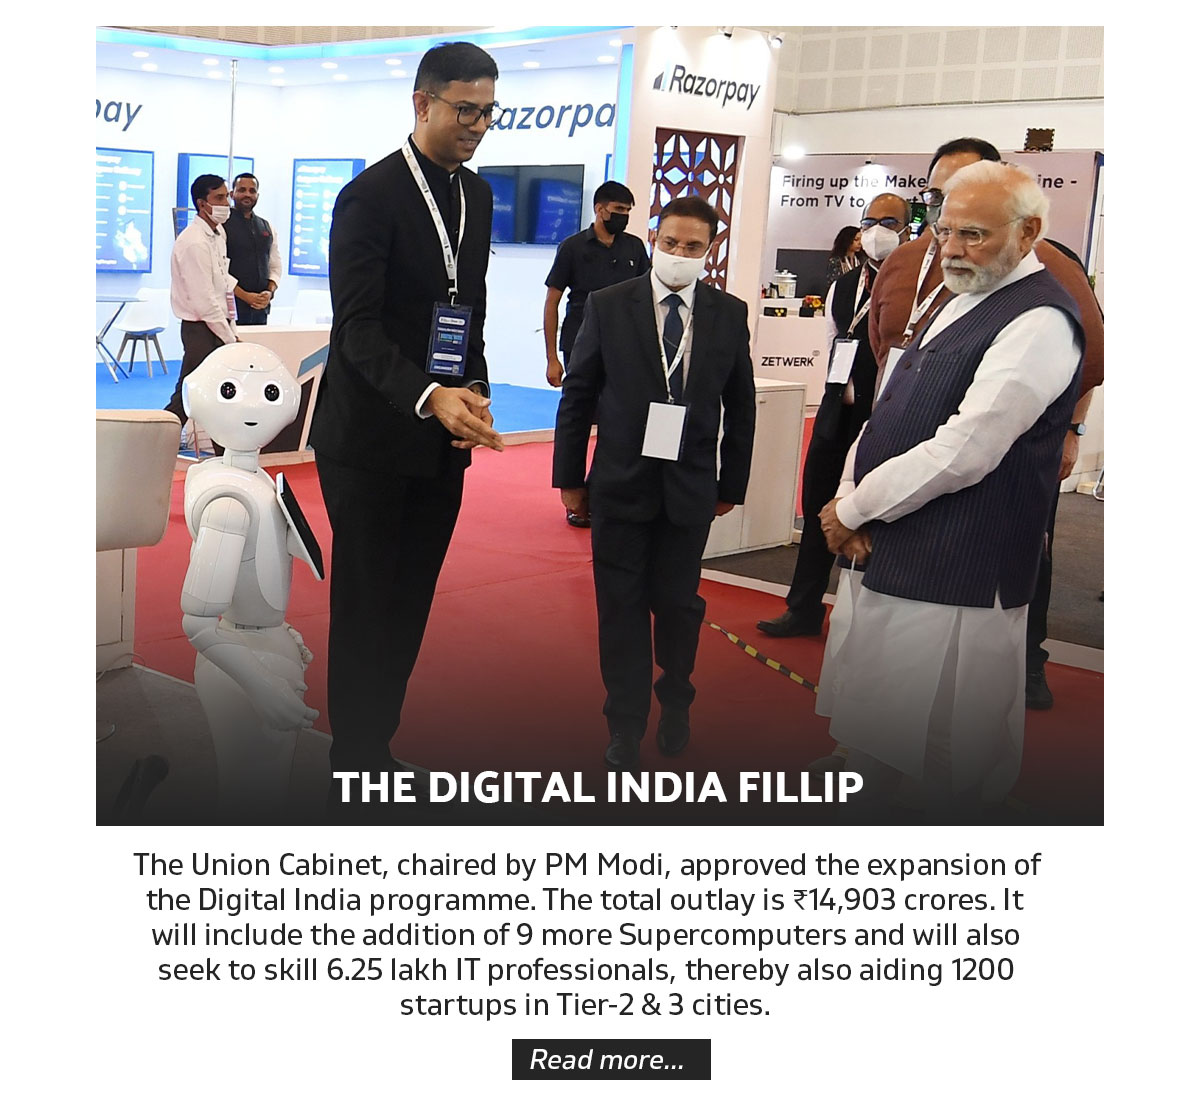 Razorpay
pay
Razorpa
Firing up the Make
ine -
From TV to
ZETWERK
THE DIGITAL INDIA FILLIP
The Union Cabinet, chaired by PM Modi, approved the expansion of
the Digital India programme. The total outlay is ₹14,903 crores. It
will include the addition of 9 more Supercomputers and will also
seek to skill 6.25 lakh IT professionals, thereby also aiding 1200
startups in Tier-2 & 3 cities.
Read more...